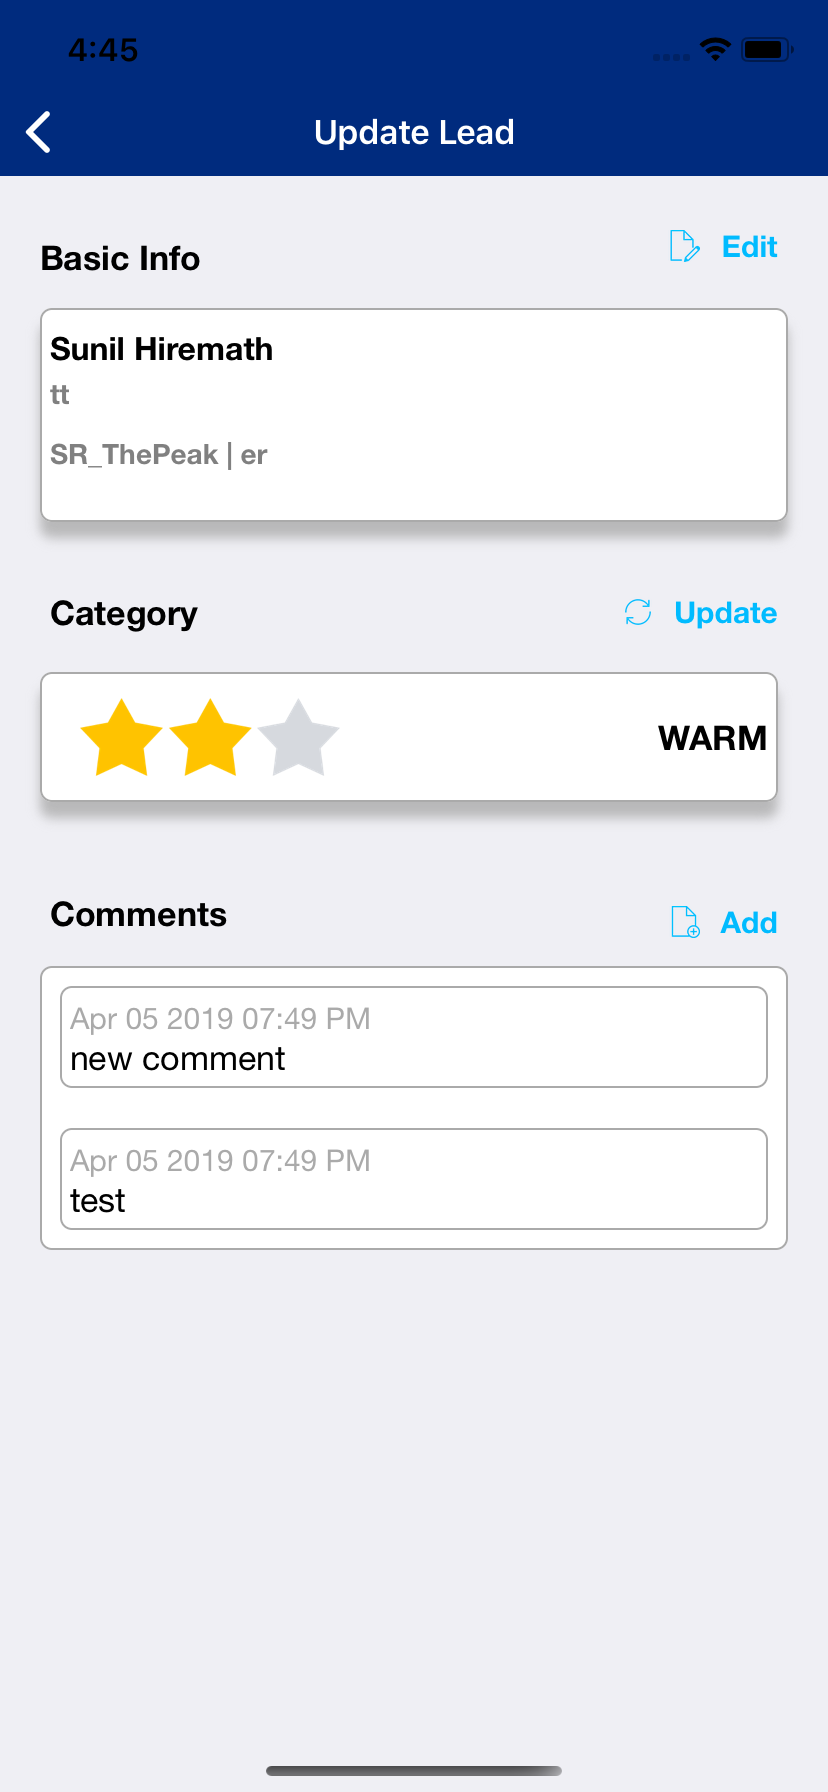 4:45
Update Lead
Basic Info
Edit
Sunil Hiremath
tt
SR_ThePeak | er
Category
Update
WARM
Comments
Add
Apr 05 2019 07:49 PM
new comment
Apr 05 2019 07:49 PM
test